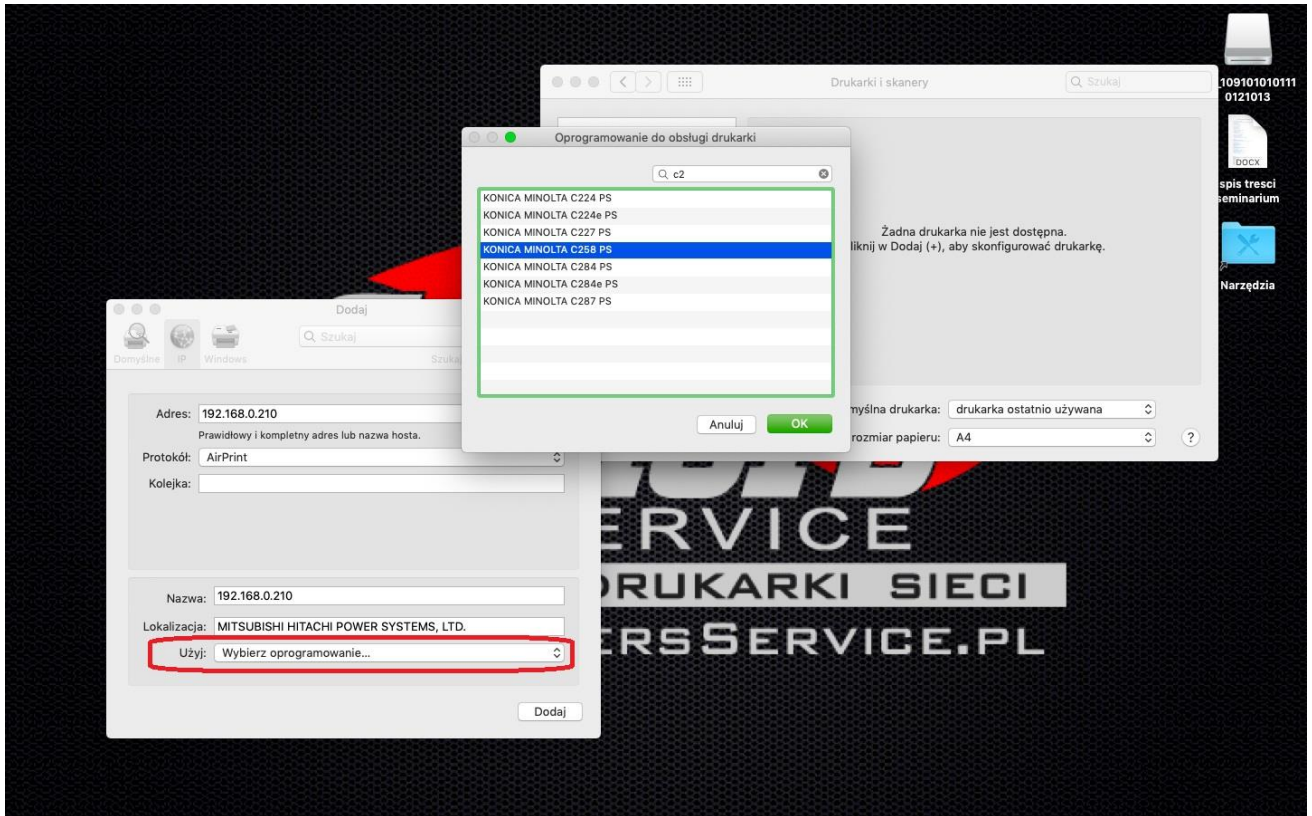 Drukarki i skanery
Szukaj
_109101010111
0121013
DOCX
spis tresci
seminarium
Narzędzia
Oprogramowanie do obsługi drukarki
c2
KONICA MINOLTA C224 PS
KONICA MINOLTA C224e PS
KONICA MINOLTA C227 PS
KONICA MINOLTA C258 PS
KONICA MINOLTA C284 PS
KONICA MINOLTA C284e PS
KONICA MINOLTA C287 PS
Anuluj
OK
Żadna drukarka nie jest dostępna.
liknij w Dodaj (+), aby skonfigurować drukarkę.
myślna drukarka: drukarka ostatnio używana
rozmiar papieru: A4
?
Dodaj
Szukaj
Domyślne IP Windows
Szuka
Adres: 192.168.0.210
Prawidłowy i kompletny adres lub nazwa hosta.
Protokół: AirPrint
Kolejka:
Nazwa: 192.168.0.210
Lokalizacja: MITSUBISHI HITACHI POWER SYSTEMS, LTD.
Użyj: Wybierz oprogramowanie...
Dodaj
ERVICE
DRUKARKI SIECI
ERSSERVICE.PL